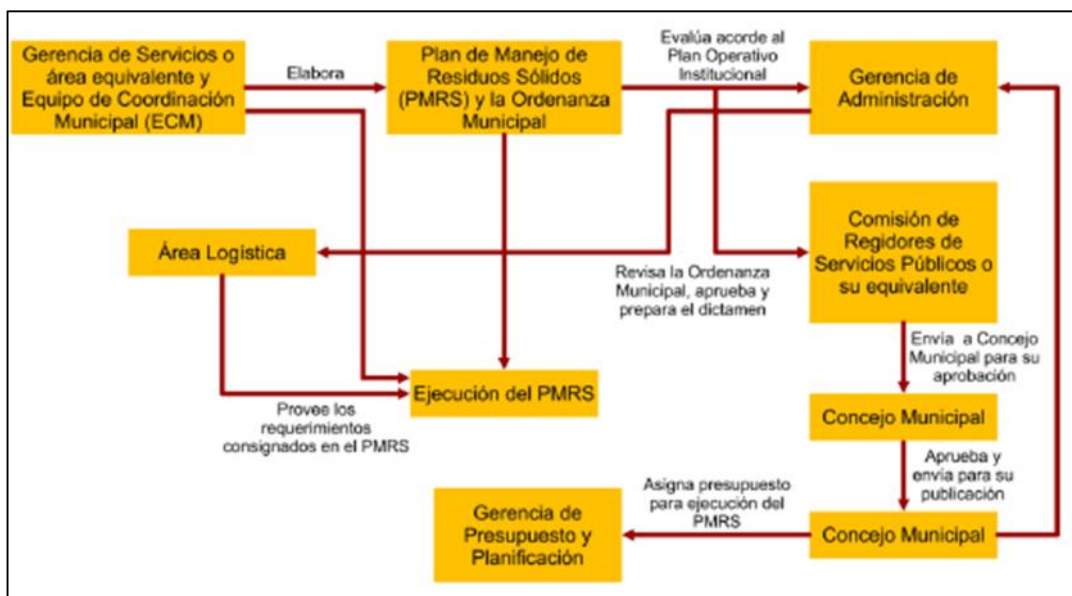 Gerencia de Servicios o
área equivalente y
Equipo de Coordinación
Municipal (ECM)
Elabora
Plan de Manejo de
Residuos Sólidos
(PMRS) y la Ordenanza
Municipal
Evalúa acorde al
Plan Operativo
Institucional
Gerencia de
Administración
Área Logística
Revisa la Ordenanza
Municipal, aprueba y
prepara el dictamen
Comisión de
Regidores de
Servicios Públicos o
su equivalente
Envía a Concejo
Municipal para su
aprobación
Ejecución del PMRS
Provee los
requerimientos
consignados en el PMRS
Concejo Municipal
Aprueba y
envía para su
publicación
Asigna presupuesto
para ejecución del
PMRS
Gerencia de
Presupuesto y
Planificación
Concejo Municipal